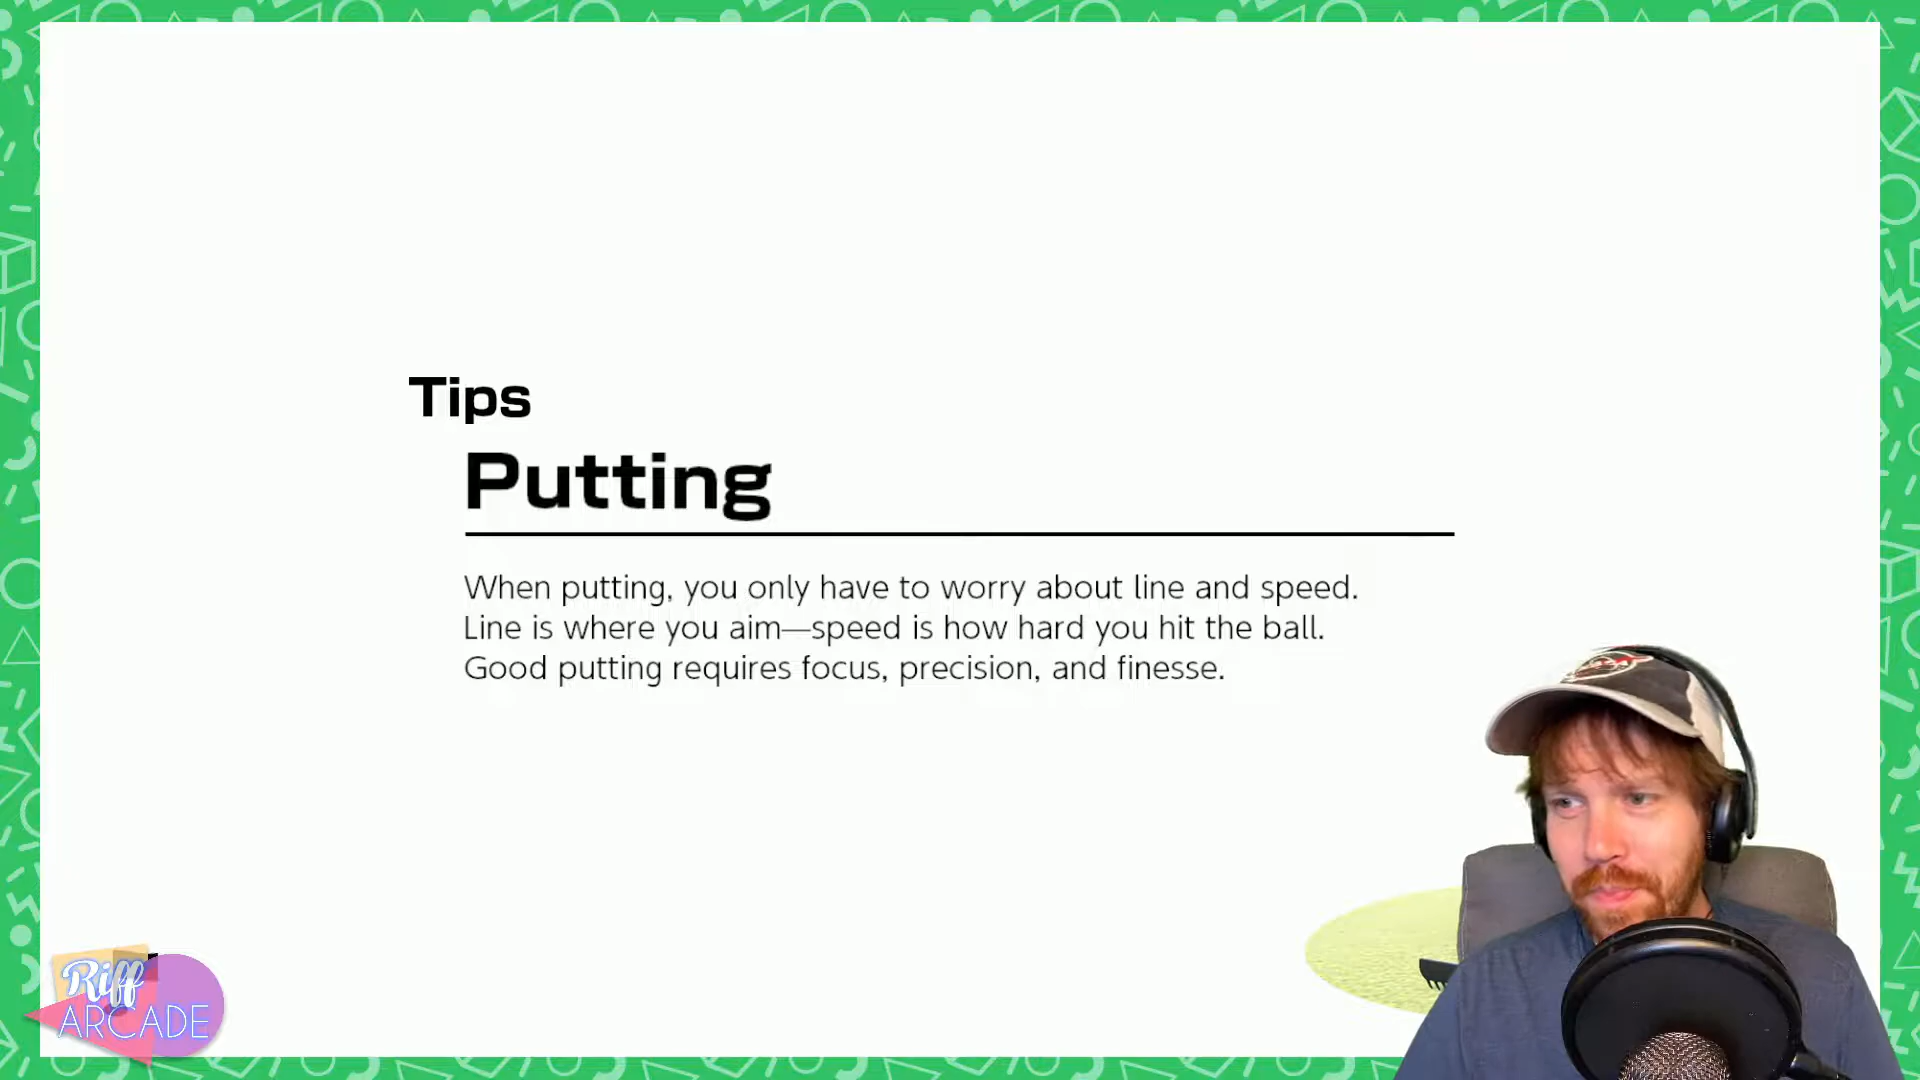 Tips
Putting
When putting, you only have to worry about line and speed.
Line is where you aim—speed is how hard you hit the ball.
Good putting requires focus, precision, and finesse.
Riff
ARCADE